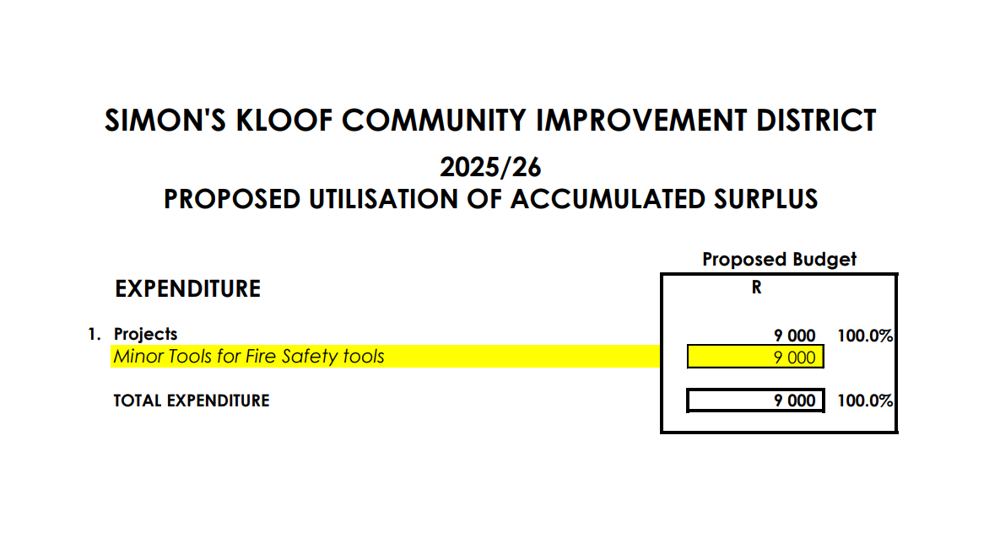 SIMON'S KLOOF COMMUNITY IMPROVEMENT DISTRICT
2025/26
PROPOSED UTILISATION OF ACCUMULATED SURPLUS
Proposed Budget
EXPENDITURE R
1. Projects 9 000 100.0%
Minor Tools for Fire Safety tools 9 000
TOTAL EXPENDITURE 9 000 100.0%